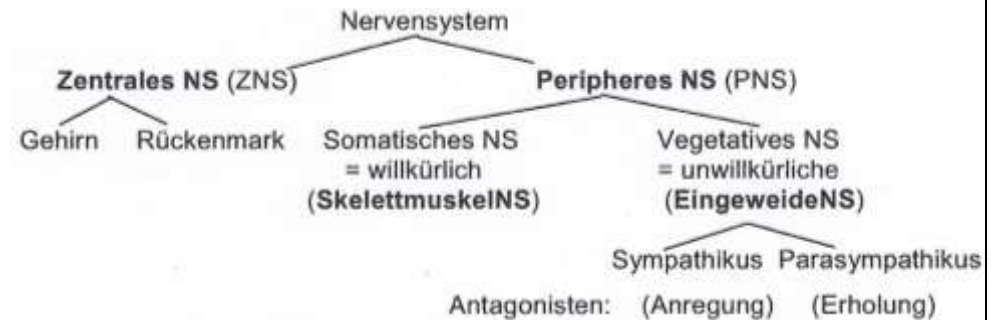 Nervensystem
Zentrales NS (ZNS) Peripheres NS (PNS)
Gehirn Rückenmark Somatisches NS Vegetatives NS
= willkürlich = unwillkürliche
(SkelettmuskelNS) (EingeweideNS)
Sympathikus Parasympathikus
Antagonisten: (Anregung) (Erholung)